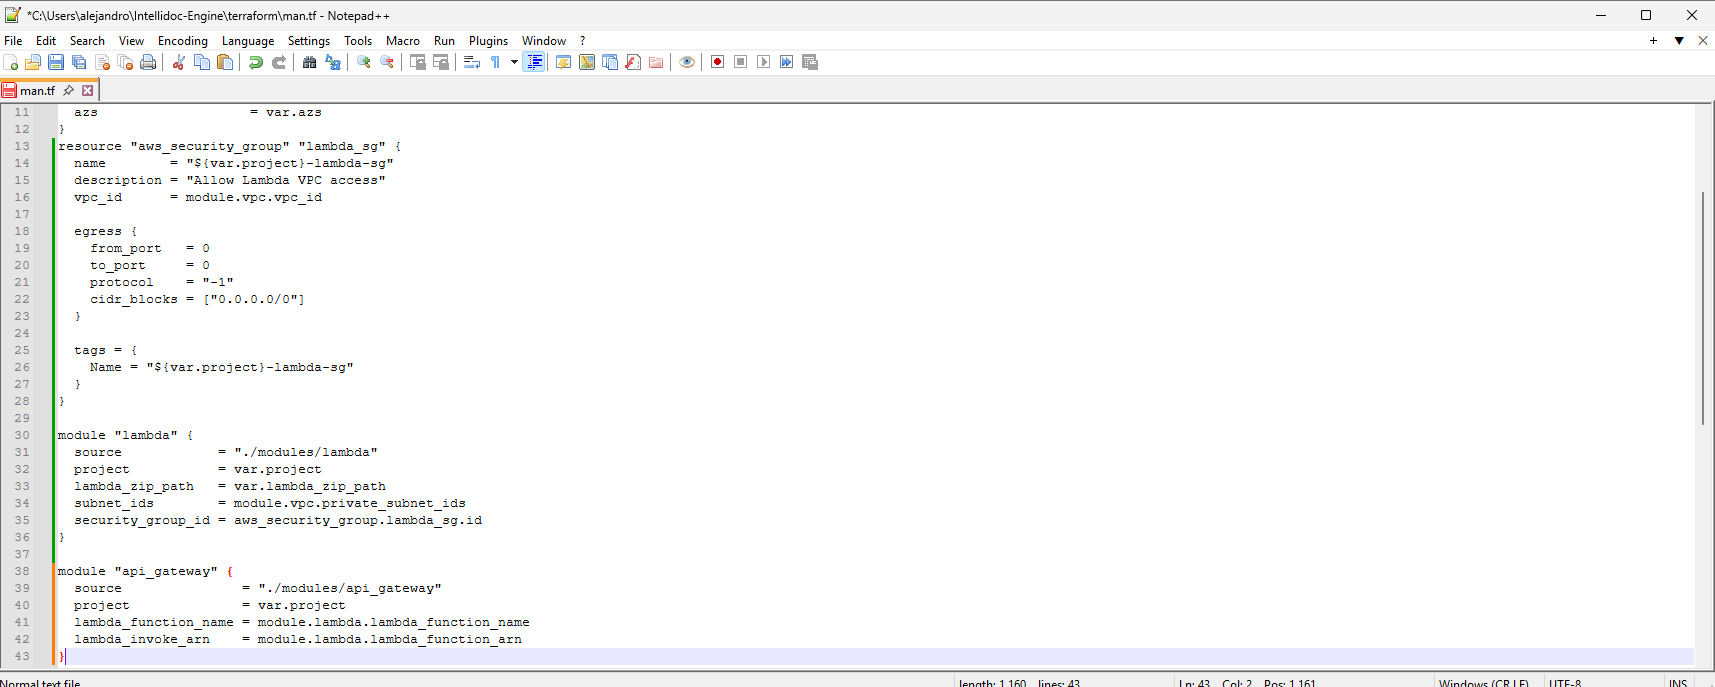 *C:\Users\alejandro\Intellidoc-Engine\terraform\man.tf - Notepad++
File Edit Search View Encoding Language Settings Tools Macro Run Plugins Window ?
man.tf
11 azs = var.azs
12 }
13 resource "aws_security_group" "lambda_sg" {
14 name = "${var.project}-lambda-sg"
15 description = "Allow Lambda VPC access"
16 vpc_id = module.vpc.vpc_id
17
18 egress {
19 from_port = 0
20 to_port = 0
21 protocol = "-1"
22 cidr_blocks = ["0.0.0.0/0"]
23 }
24
25 tags = {
26 Name = "${var.project}-lambda-sg"
27 }
28 }
29
30 module "lambda" {
31 source = "./modules/lambda"
32 project = var.project
33 lambda_zip_path = var.lambda_zip_path
34 subnet_ids = module.vpc.private_subnet_ids
35 security_group_id = aws_security_group.lambda_sg.id
36 }
37
38 module "api_gateway" {
39 source = "./modules/api_gateway"
40 project = var.project
41 lambda_function_name = module.lambda.lambda_function_name
42 lambda_invoke_arn = module.lambda.lambda_function_arn
43 }
Normal text file length: 1,160 lines: 43 Ln: 43 Col: 2 Pos: 1,161 Windows (CR LF) UTF-8 INS